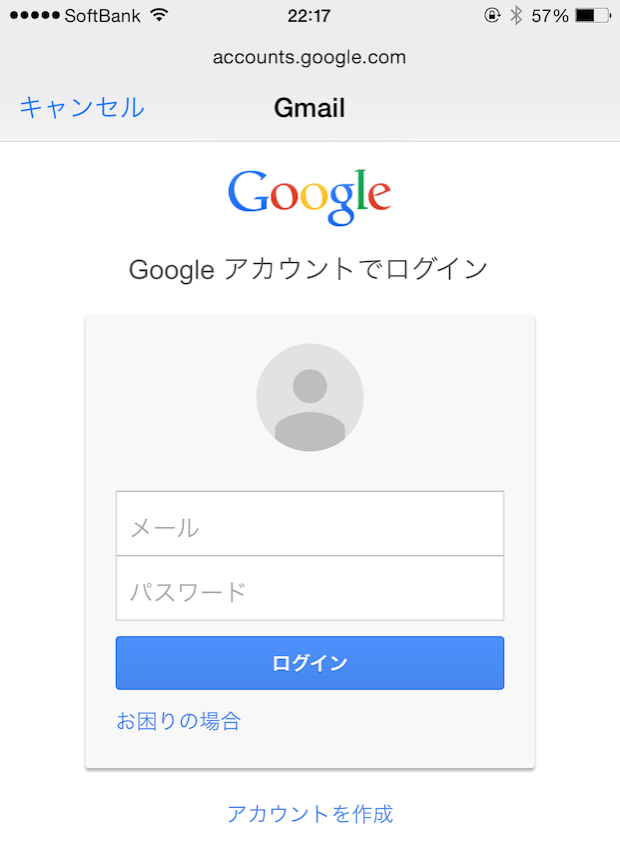 SoftBank 22:17 57%
accounts.google.com
キャンセル Gmail
Google
Google アカウントでログイン
メール
パスワード
ログイン
お困りの場合
アカウントを作成